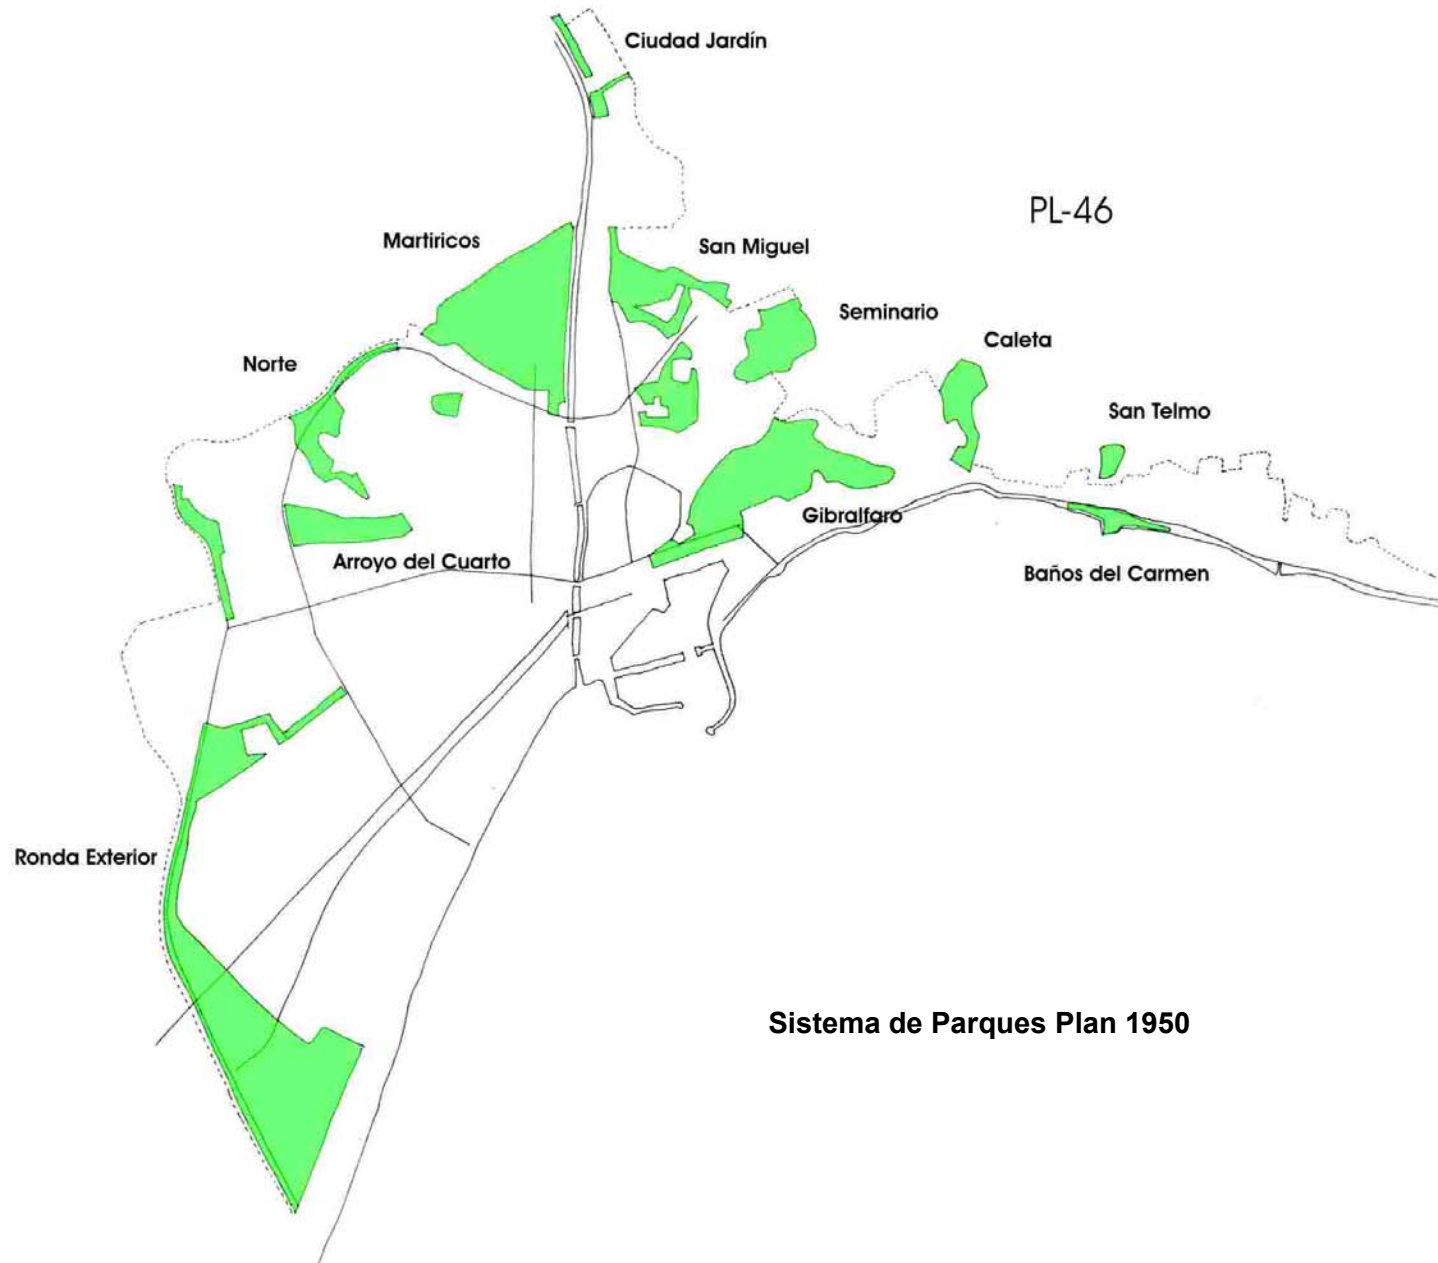 Ciudad Jardín
PL-46
Martiricos
San Miguel
Seminario
Caleta
Norte
San Telmo
Gibralfaro
Arroyo del Cuarto
Baños del Carmen
Ronda Exterior
Sistema de Parques Plan 1950